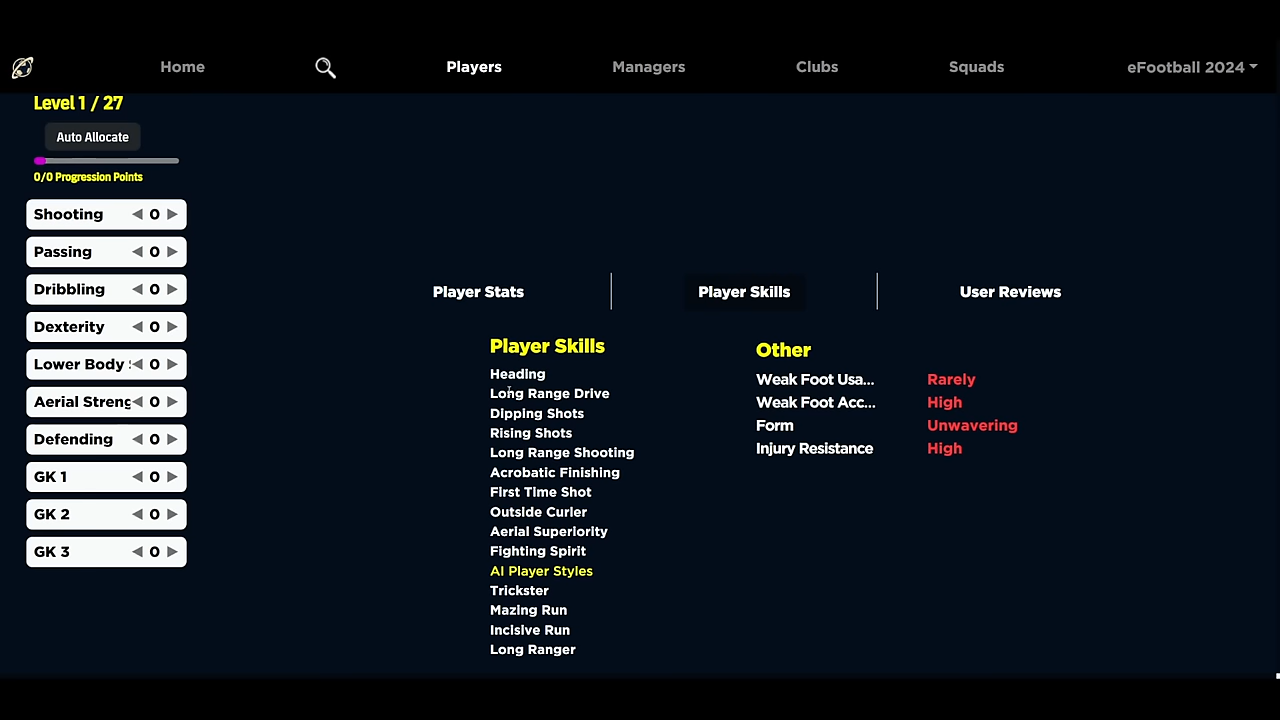 Home
Players
Managers
Clubs
Squads
eFootball 2024
Level 1 / 27
Auto Allocate
0/0 Progression Points
Shooting 0
Passing 0
Dribbling 0
Dexterity 0
Lower Body 0
Aerial Streng 0
Defending 0
GK 1 0
GK 2 0
GK 3 0
Player Stats
Player Skills
User Reviews
Player Skills
Heading
Long Range Drive
Dipping Shots
Rising Shots
Long Range Shooting
Acrobatic Finishing
First Time Shot
Outside Curler
Aerial Superiority
Fighting Spirit
AI Player Styles
Trickster
Mazing Run
Incisive Run
Long Ranger
Other
Weak Foot Usa... Rarely
Weak Foot Acc... High
Form Unwavering
Injury Resistance High